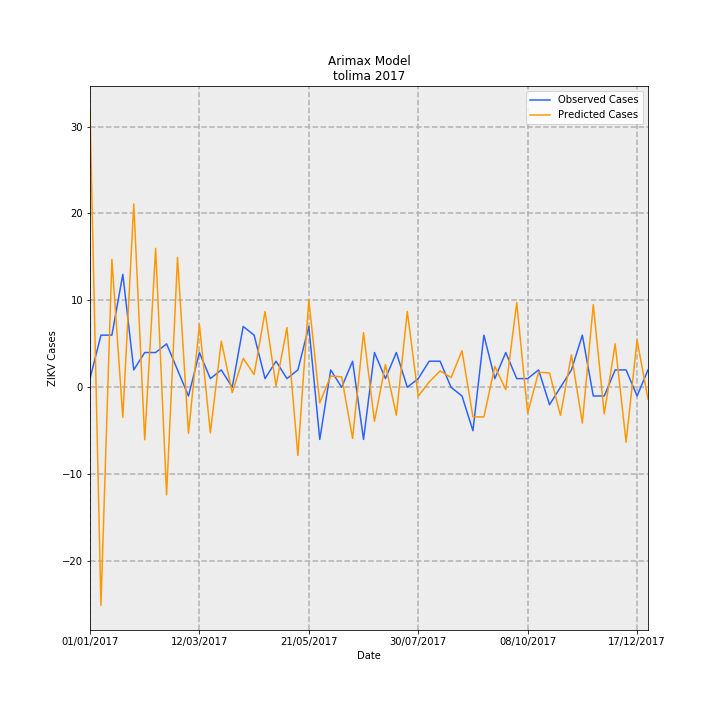 Arimax Model
tolima 2017
Observed Cases
Predicted Cases
30
20
10
0
−10
−20
ZIKV Cases
01/01/2017 12/03/2017 21/05/2017 30/07/2017 08/10/2017 17/12/2017
Date